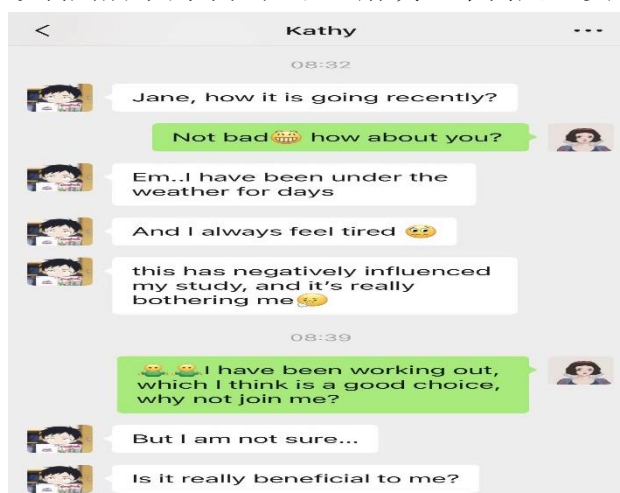 <
Kathy
...
08:32
Jane, how it is going recently?
Not bad😁 how about you?
Em..I have been under the
weather for days
And I always feel tired 🥺
this has negatively influenced
my study, and it's really
bothering me🥱
08:39
🤷‍♂️🤷‍♂️I have been working out,
which I think is a good choice,
why not join me?
But I am not sure...
Is it really beneficial to me?